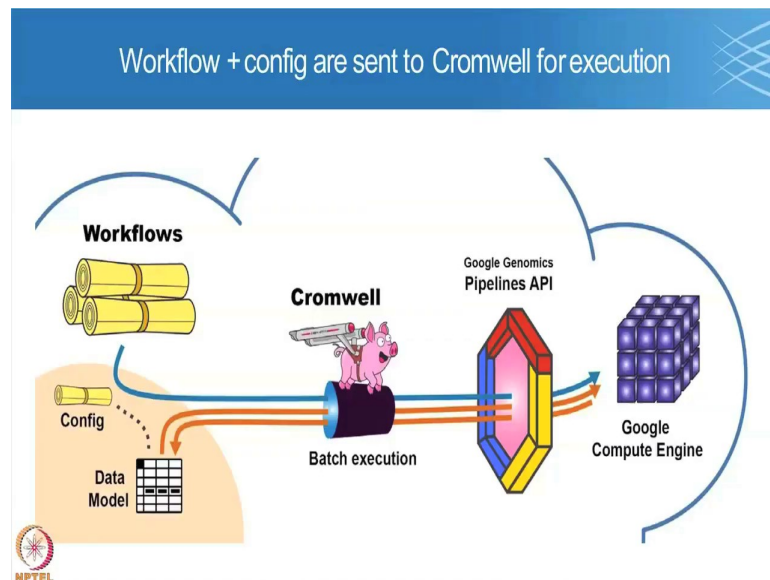 Workflow + config are sent to Cromwell for execution
Workflows
Google Genomics
Pipelines API
Cromwell
Config
Google
Compute Engine
Batch execution
Data
Model
NPTEL